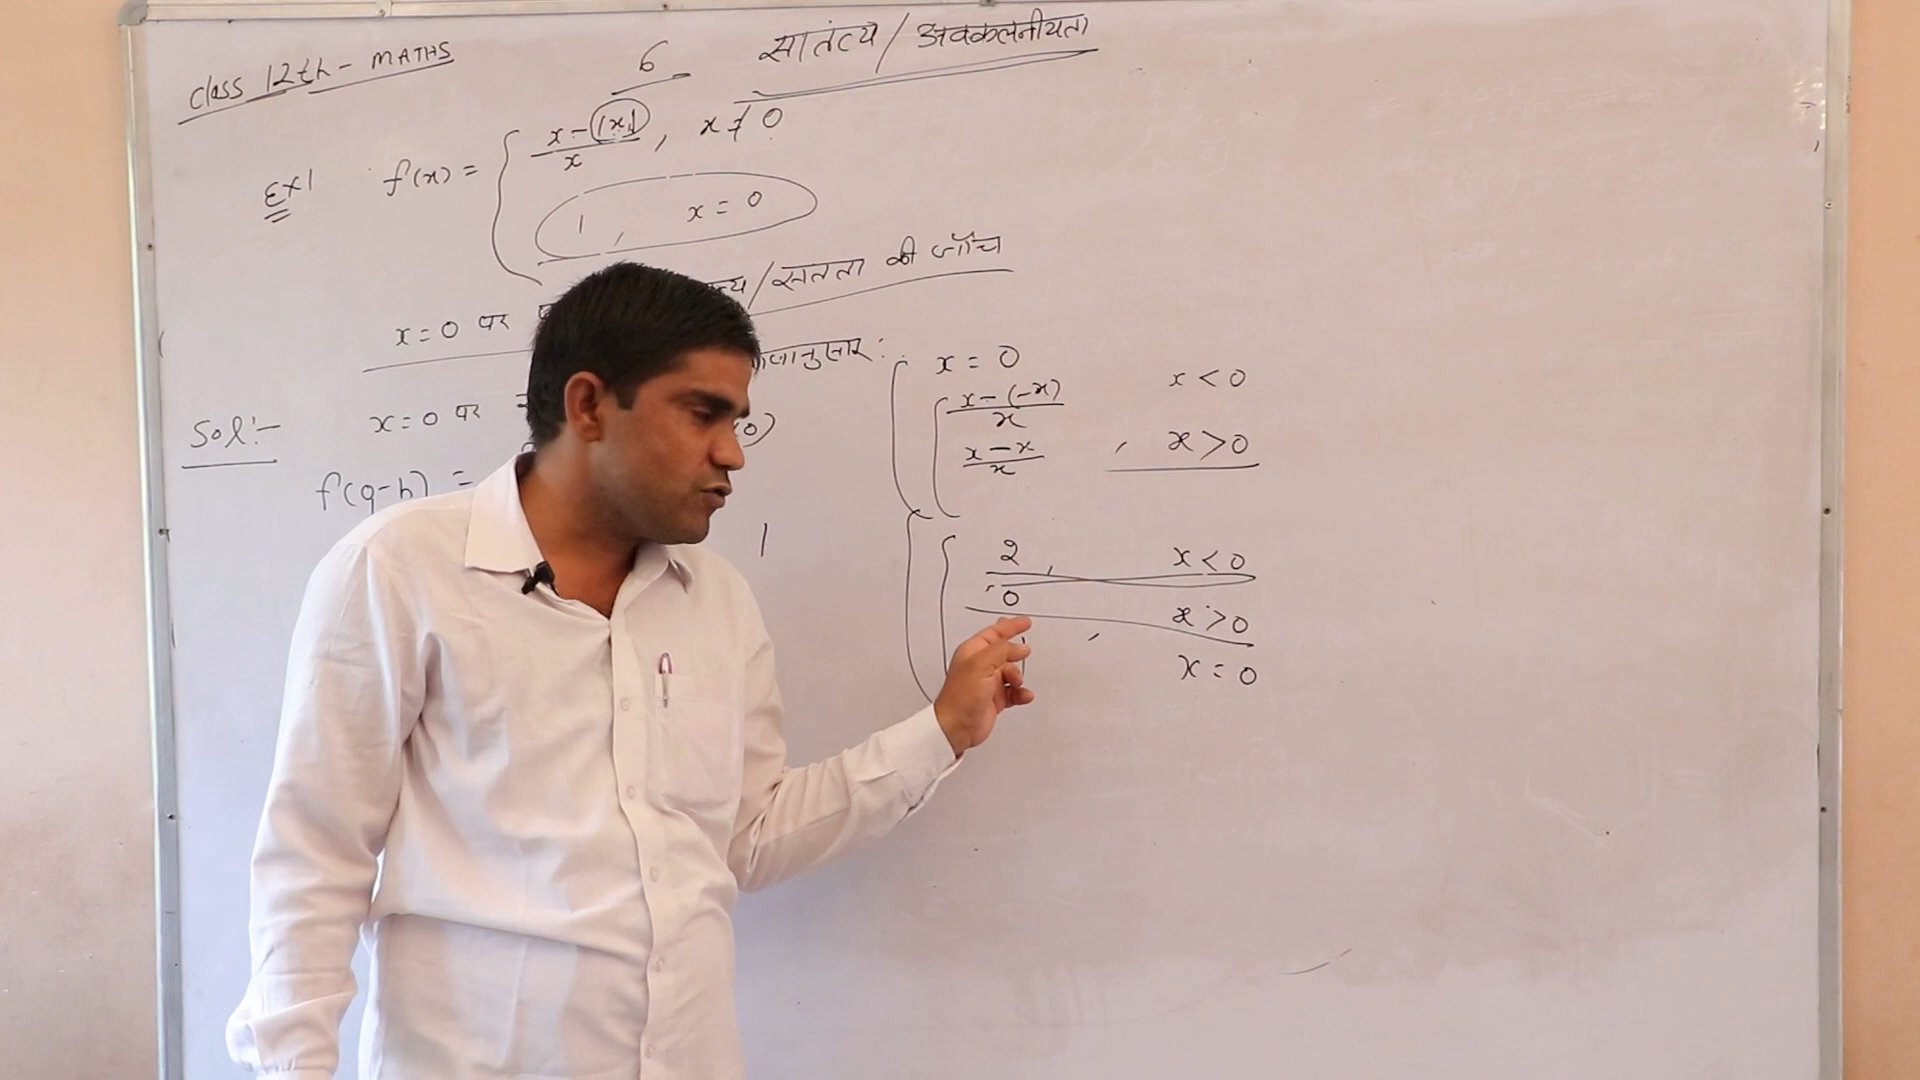 Class 12th - MATHS
6 सातंत्य / अवकलनीयता
Ex1 f(x) = { x-|x| / x , x ≠ 0
1 , x = 0
x = 0 पर /सतता की जाँच
Sol:- x = 0 पर
f(a-h) =
1
x = 0
x-(-x) / x x < 0
x-x / x , x > 0
2 , x < 0
0 , x > 0
x = 0